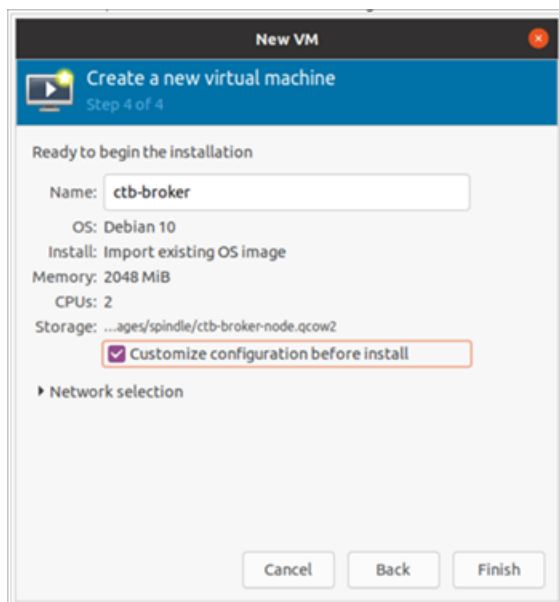 New VM
Create a new virtual machine
Step 4 of 4
Ready to begin the installation
Name: ctb-broker
OS: Debian 10
Install: Import existing OS image
Memory: 2048 MiB
CPUs: 2
Storage: ...ages/spindle/ctb-broker-node.qcow2
Customize configuration before install
Network selection
Cancel Back Finish